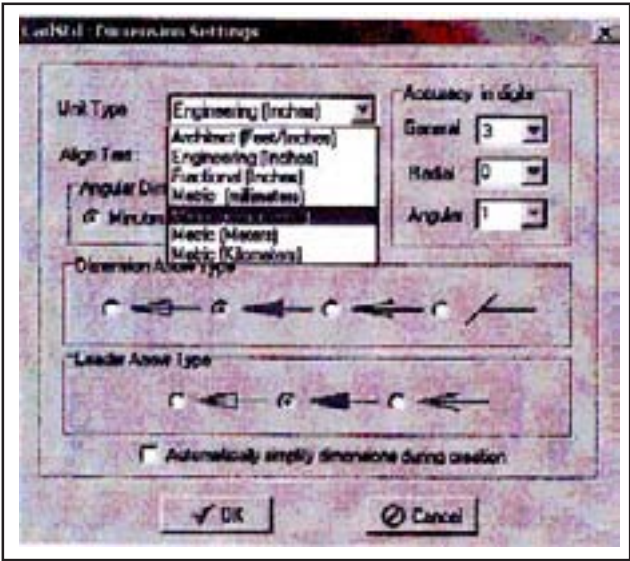 Dimension Settings
Unit Type
Engineering (Inches)
Architect (Feet/Inches)
Engineering (Inches)
Fractional (Inches)
Metric (millimeters)
Metric (Meters)
Metric (Kilometers)
Align Text:
Angular
Minutes
Accuracy in digits
General 3
Radial 0
Angular 1
Dimension Arrow Type
Leader Arrow Type
Automatically simplify dimensions during creation
OK
Cancel